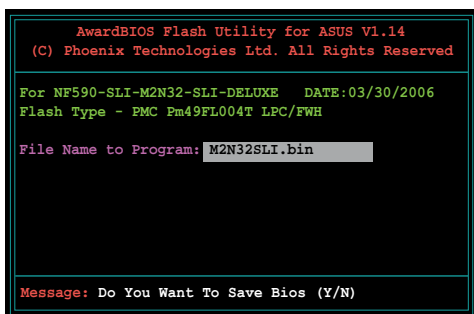 AwardBIOS Flash Utility for ASUS V1.14
(C) Phoenix Technologies Ltd. All Rights Reserved
For NF590-SLI-M2N32-SLI-DELUXE DATE:03/30/2006
Flash Type - PMC Pm49FL004T LPC/FWH
File Name to Program: M2N32SLI.bin
Message: Do You Want To Save Bios (Y/N)